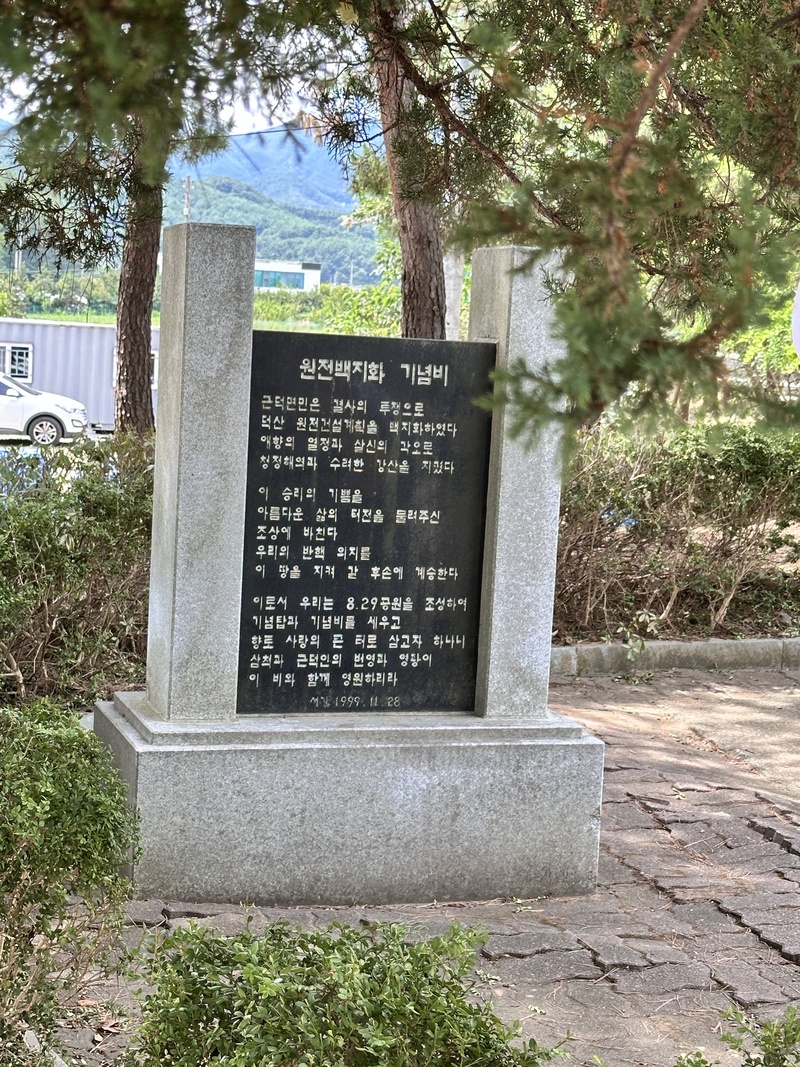 원전백지화 기념비
근덕면민은 결사의 투쟁으로
덕산 원전건설계획을 백지화하였다
애향의 열정과 살신의 각오로
청정해역과 수려한 강산을 지켰다
이 승리의 기쁨을
아름다운 삶의 터전을 물려주신
조상에 바친다
우리의 반핵 의지를
이 땅을 지켜 갈 후손에 계승한다
이로서 우리는 8.29공원을 조성하여
기념탑과 기념비를 세우고
향토 사랑의 큰 터로 삼고자 하나니
삼척과 근덕인의 번영과 영광이
이 비와 함께 영원하리라
1999. 11. 28